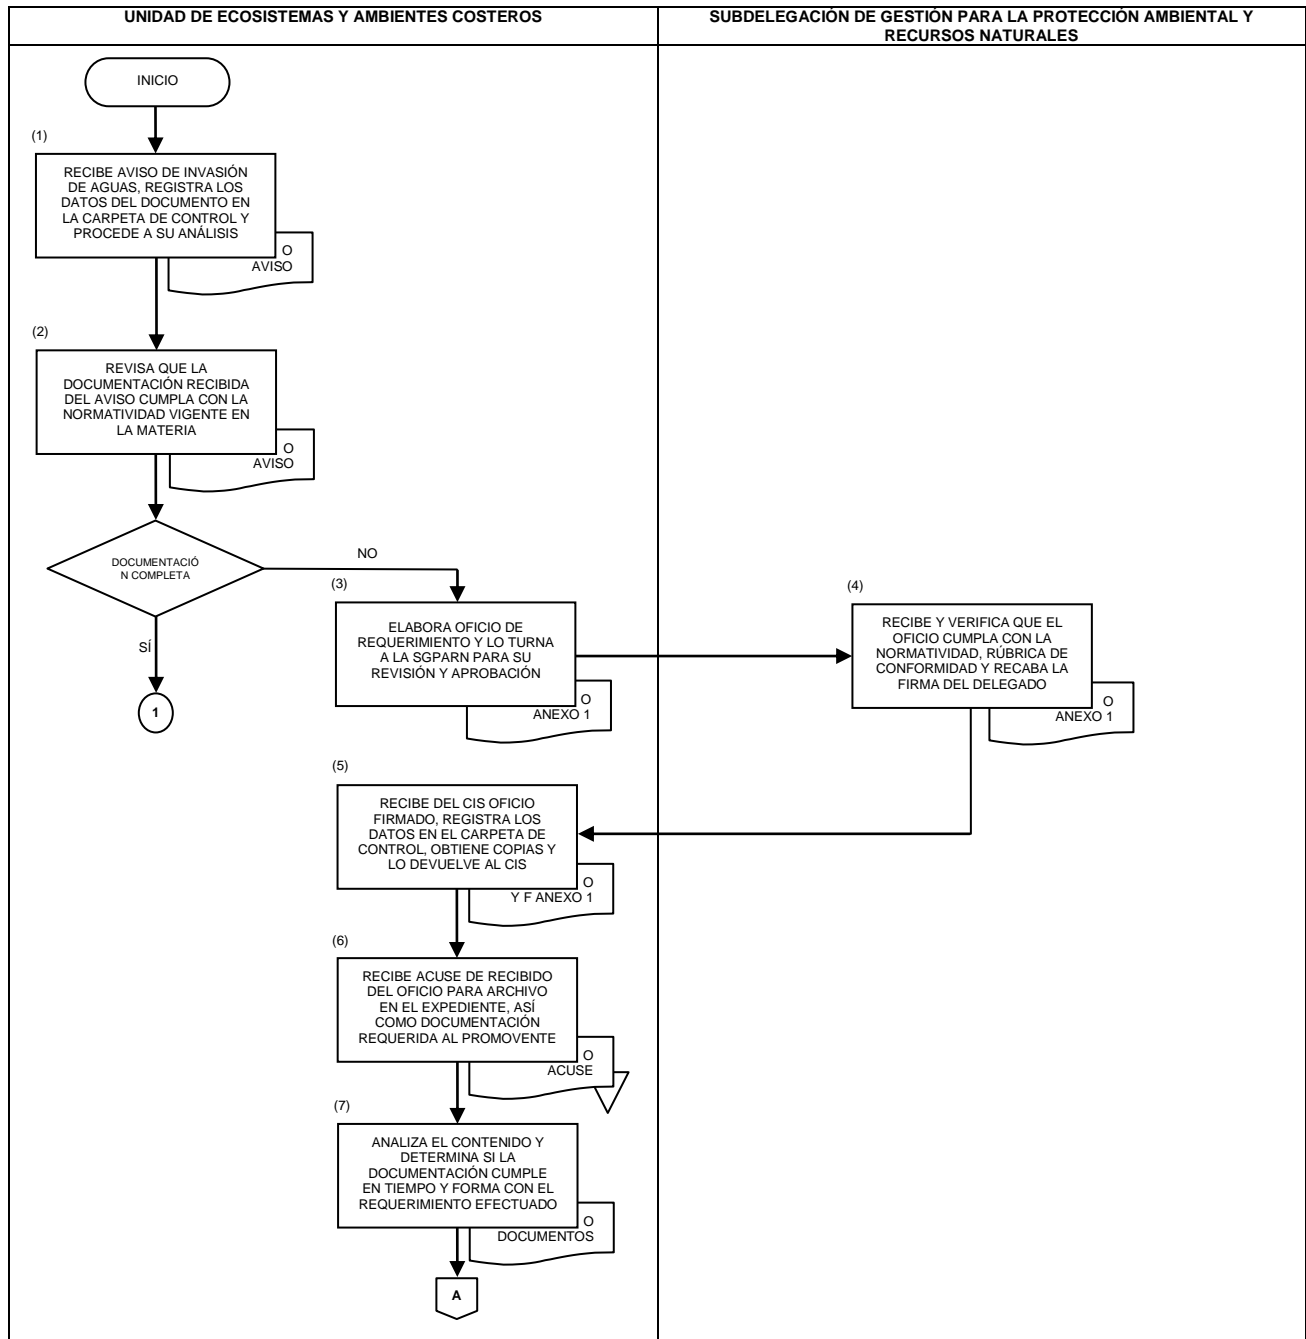 UNIDAD DE ECOSISTEMAS Y AMBIENTES COSTEROS
SUBDELEGACIÓN DE GESTIÓN PARA LA PROTECCIÓN AMBIENTAL Y
RECURSOS NATURALES
INICIO
(1)
RECIBE AVISO DE INVASIÓN
DE AGUAS, REGISTRA LOS
DATOS DEL DOCUMENTO EN
LA CARPETA DE CONTROL Y
PROCEDE A SU ANÁLISIS
O
AVISO
(2)
REVISA QUE LA
DOCUMENTACIÓN RECIBIDA
DEL AVISO CUMPLA CON LA
NORMATIVIDAD VIGENTE EN
LA MATERIA
O
AVISO
DOCUMENTACIÓ
N COMPLETA
NO
SÍ
1
(3)
ELABORA OFICIO DE
REQUERIMIENTO Y LO TURNA
A LA SGPARN PARA SU
REVISIÓN Y APROBACIÓN
O
ANEXO 1
(4)
RECIBE Y VERIFICA QUE EL
OFICIO CUMPLA CON LA
NORMATIVIDAD, RÚBRICA DE
CONFORMIDAD Y RECABA LA
FIRMA DEL DELEGADO
O
ANEXO 1
(5)
RECIBE DEL CIS OFICIO
FIRMADO, REGISTRA LOS
DATOS EN EL CARPETA DE
CONTROL, OBTIENE COPIAS Y
LO DEVUELVE AL CIS
O
Y F ANEXO 1
(6)
RECIBE ACUSE DE RECIBIDO
DEL OFICIO PARA ARCHIVO
EN EL EXPEDIENTE, ASÍ
COMO DOCUMENTACIÓN
REQUERIDA AL PROMOVENTE
O
ACUSE
(7)
ANALIZA EL CONTENIDO Y
DETERMINA SI LA
DOCUMENTACIÓN CUMPLE
EN TIEMPO Y FORMA CON EL
REQUERIMIENTO EFECTUADO
O
DOCUMENTOS
A